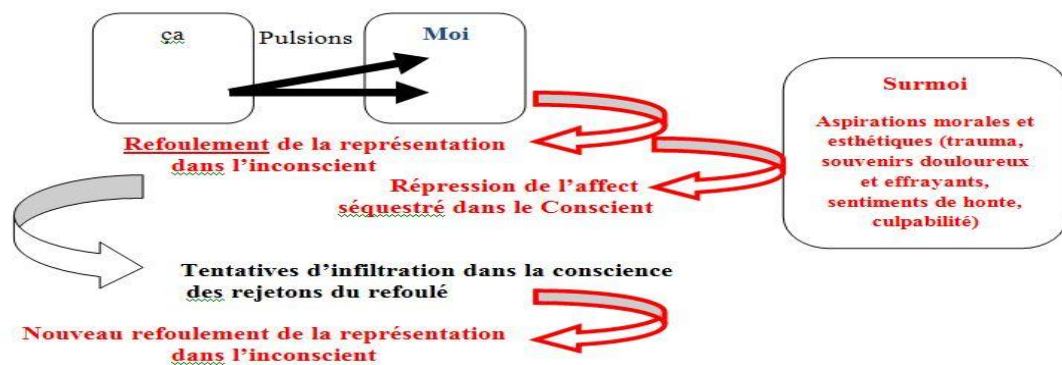 ça
Pulsions
Moi
Surmoi
Aspirations morales et
esthétiques (trauma,
souvenirs douloureux
et effrayants,
sentiments de honte,
culpabilité)
Refoulement de la représentation
dans l’inconscient
Répression de l’affect
séquestré dans le Conscient
Tentatives d’infiltration dans la conscience
des rejetons du refoulé
Nouveau refoulement de la représentation
dans l’inconscient